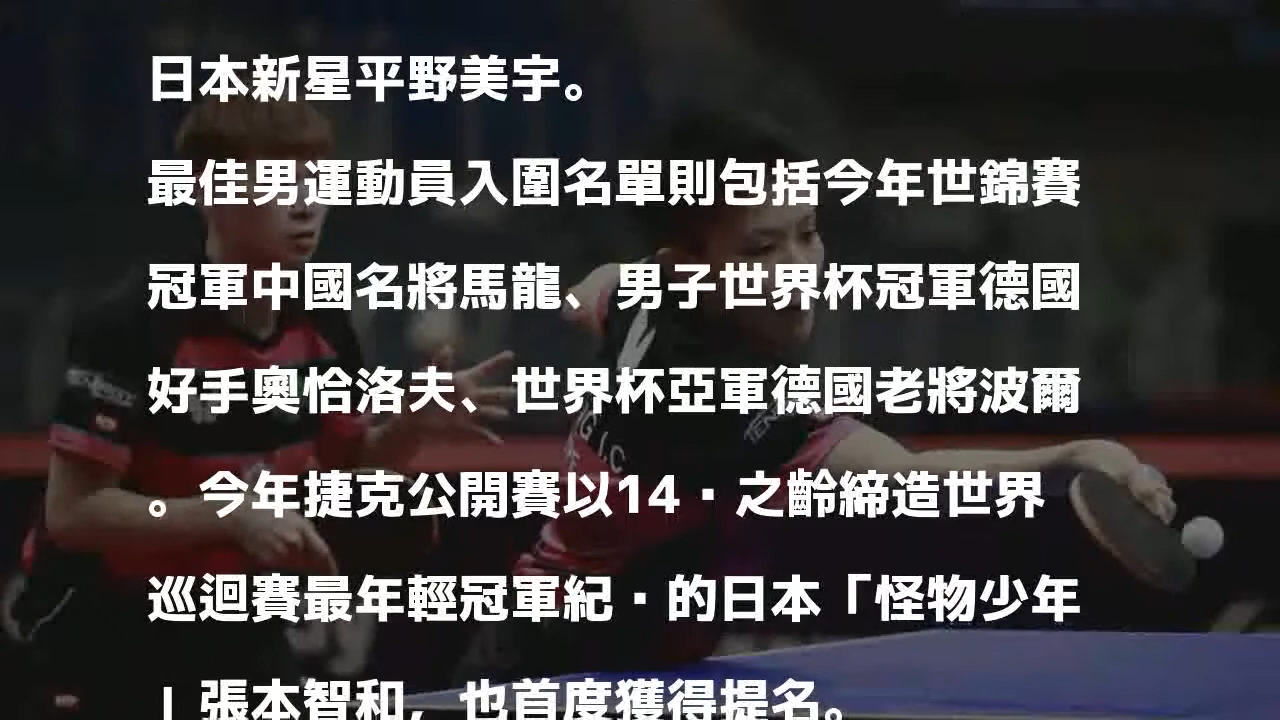 日本新星平野美宇。
最佳男運動員入圍名單則包括今年世錦賽
冠軍中國名將馬龍、男子世界杯冠軍德國
好手奧恰洛夫、世界杯亞軍德國老將波爾
。今年捷克公開賽以14▪之齡締造世界
巡迴賽最年輕冠軍紀▪的日本「怪物少年
」張本智和，也首度獲得提名。